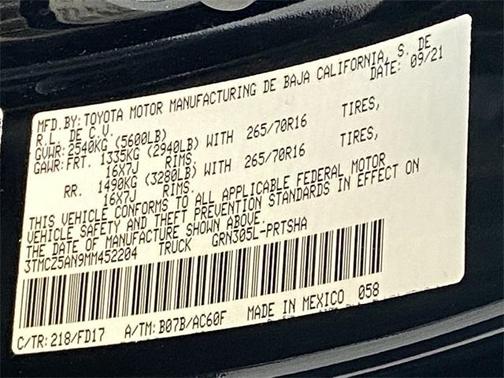 MFD.BY: TOYOTA MOTOR MANUFACTURING DE BAJA CALIFORNIA, S. DE
R.L. DE C.V. DATE: 09/21
GVWR: 2540KG (5600LB)
GAWR: FRT. 1335KG (2940LB) WITH 265/70R16 TIRES,
16X7J RIMS,
RR. 1490KG (3280LB) WITH 265/70R16 TIRES,
16X7J RIMS.
THIS VEHICLE CONFORMS TO ALL APPLICABLE FEDERAL MOTOR
VEHICLE SAFETY AND THEFT PREVENTION STANDARDS IN EFFECT ON
THE DATE OF MANUFACTURE SHOWN ABOVE.
3TMCZ5AN9MM452204 TRUCK GRN305L-PRTSHA
C/TR: 218/FD17 A/TM: B07B/AC60F MADE IN MEXICO 058